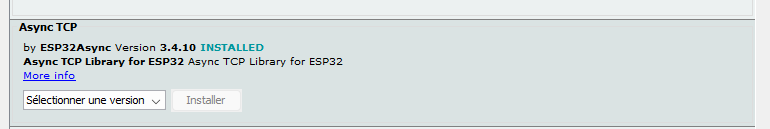 Async TCP
by ESP32Async Version 3.4.10 INSTALLED
Async TCP Library for ESP32 Async TCP Library for ESP32
More info
Sélectionner une version Installer